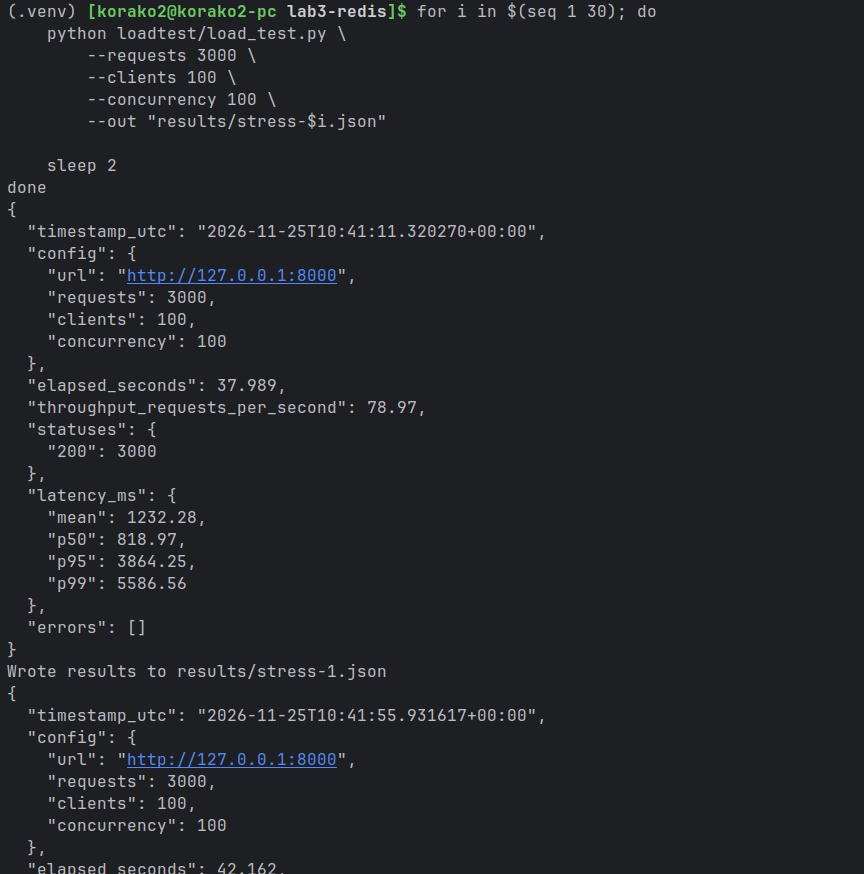 (.venv) [korako2@korako2-pc lab3-redis]$ for i in $(seq 1 30); do
    python loadtest/load_test.py \
        --requests 3000 \
        --clients 100 \
        --concurrency 100 \
        --out "results/stress-$i.json"

    sleep 2
done
{
  "timestamp_utc": "2026-11-25T10:41:11.320270+00:00",
  "config": {
    "url": "http://127.0.0.1:8000",
    "requests": 3000,
    "clients": 100,
    "concurrency": 100
  },
  "elapsed_seconds": 37.989,
  "throughput_requests_per_second": 78.97,
  "statuses": {
    "200": 3000
  },
  "latency_ms": {
    "mean": 1232.28,
    "p50": 818.97,
    "p95": 3864.25,
    "p99": 5586.56
  },
  "errors": []
}
Wrote results to results/stress-1.json
{
  "timestamp_utc": "2026-11-25T10:41:55.931617+00:00",
  "config": {
    "url": "http://127.0.0.1:8000",
    "requests": 3000,
    "clients": 100,
    "concurrency": 100
  },
  "elapsed_seconds": 42.162,